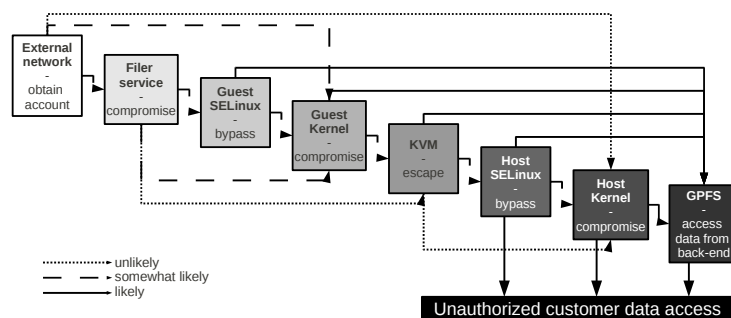 External
network
-
obtain
account
Filer
service
-
compromise
Guest
SELinux
-
bypass
Guest
Kernel
-
compromise
KVM
-
escape
Host
SELinux
-
bypass
Host
Kernel
-
compromise
GPFS
-
access
data from
back-end
unlikely
somewhat likely
likely
Unauthorized customer data access